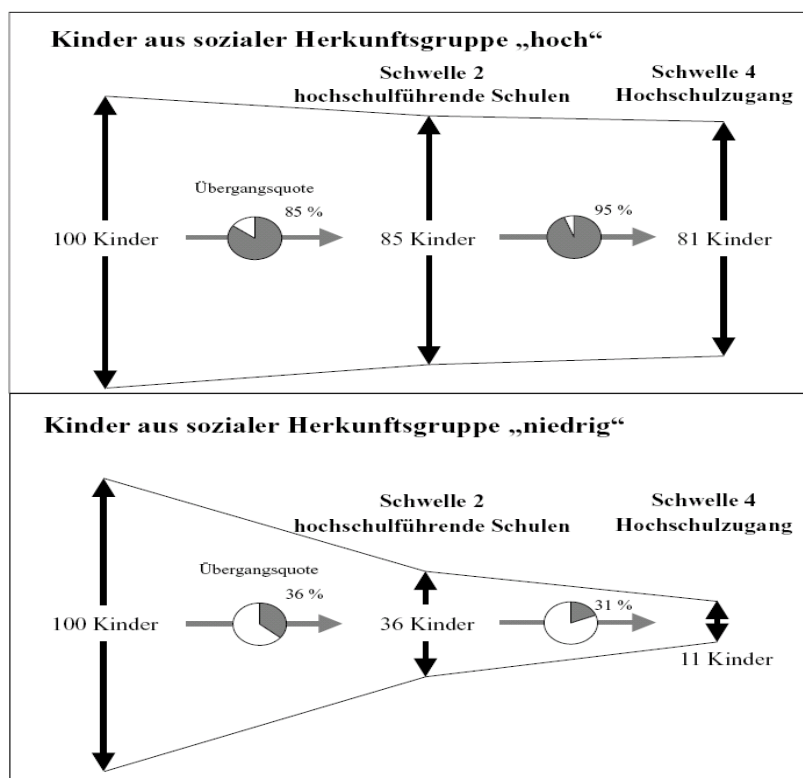 Kinder aus sozialer Herkunftsgruppe „hoch“
Schwelle 2
hochschulführende Schulen
Schwelle 4
Hochschulzugang
Übergangsquote
85 %
95 %
100 Kinder
85 Kinder
81 Kinder
Kinder aus sozialer Herkunftsgruppe „niedrig“
Schwelle 2
hochschulführende Schulen
Schwelle 4
Hochschulzugang
Übergangsquote
36 %
31 %
100 Kinder
36 Kinder
11 Kinder